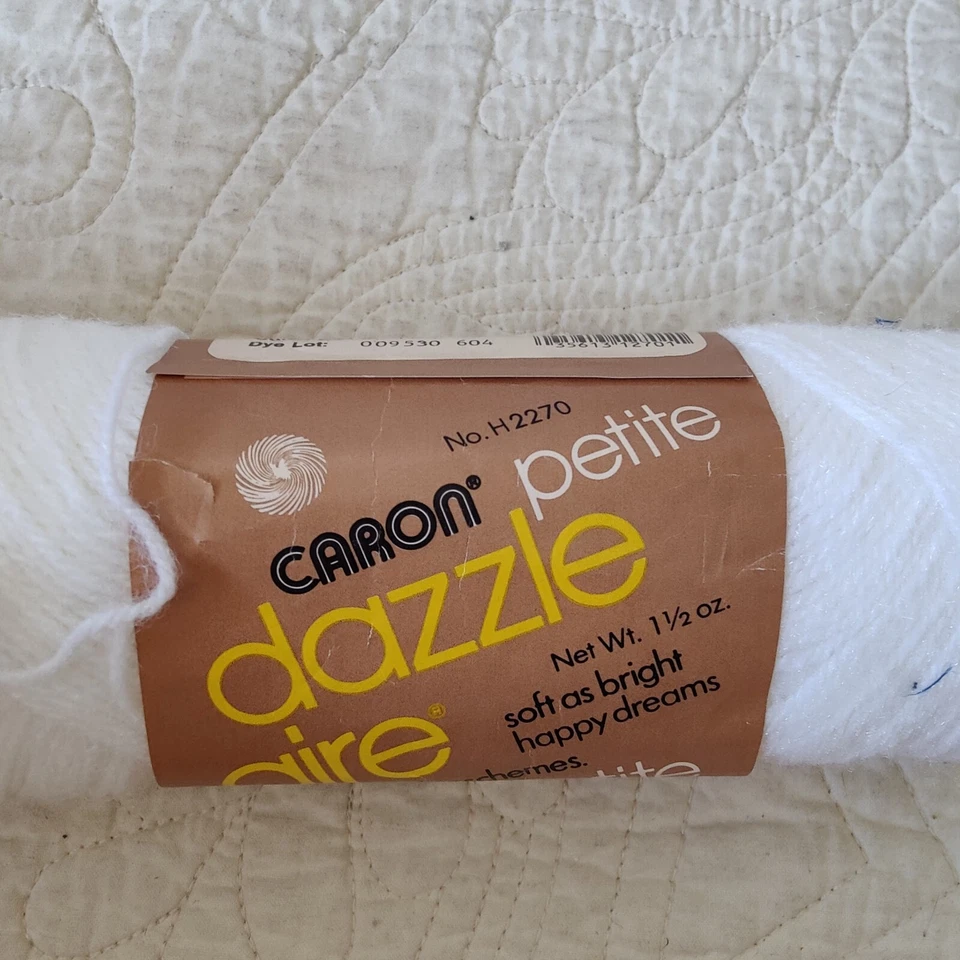 Dye Lot: 009530 604
No. H2270
CARON® petite
dazzle
aire®
Net Wt. 1½ oz.
soft as bright
happy dreams